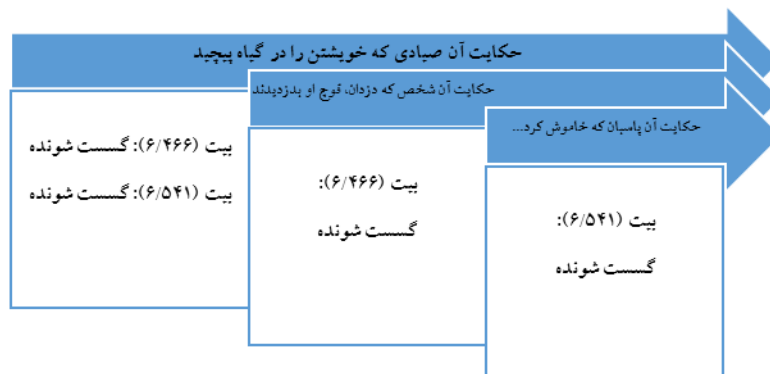 حکایت آن صیادی که خویشتن را در گیاه پیچید
حکایت آن شخص که دزدان، قوچ او بدزدیدند
حکایت آن پاسبان که خاموش کرد...
بیت (۶/۴۶۶): گسست شونده
بیت (۶/۵۴۱): گسست شونده
بیت (۶/۴۶۶):
گسست شونده
بیت (۶/۵۴۱):
گسست شونده